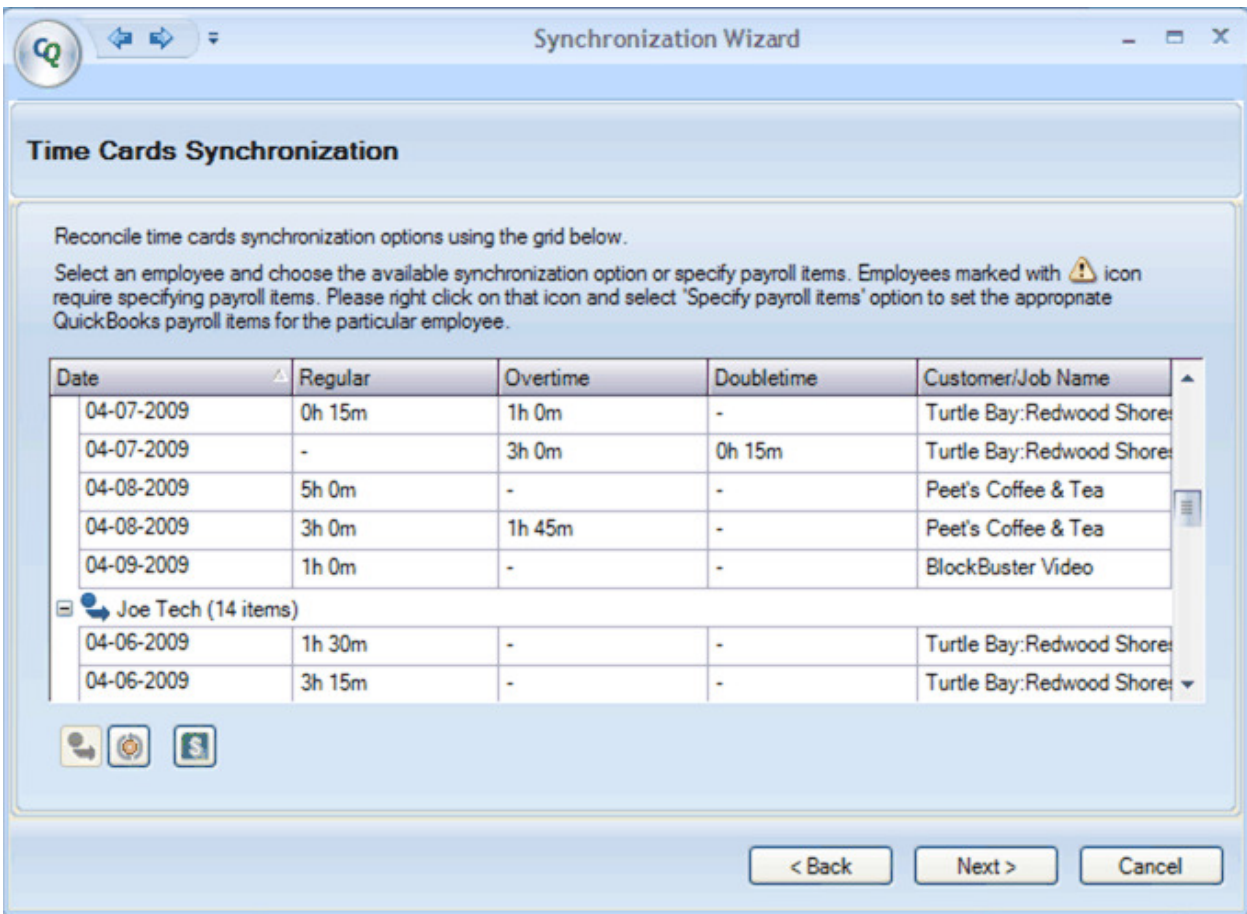 CQ
Synchronization Wizard
Time Cards Synchronization
Reconcile time cards synchronization options using the grid below.
Select an employee and choose the available synchronization option or specify payroll items. Employees marked with icon
require specifying payroll items. Please right click on that icon and select 'Specify payroll items' option to set the appropnate
QuickBooks payroll items for the particular employee.
Date Regular Overtime Doubletime Customer/Job Name
04-07-2009 0h 15m 1h 0m - Turtle Bay:Redwood Shores
04-07-2009 - 3h 0m 0h 15m Turtle Bay:Redwood Shores
04-08-2009 5h 0m - - Peet's Coffee & Tea
04-08-2009 3h 0m 1h 45m - Peet's Coffee & Tea
04-09-2009 1h 0m - - BlockBuster Video
Joe Tech (14 items)
04-06-2009 1h 30m - - Turtle Bay:Redwood Shores
04-06-2009 3h 15m - - Turtle Bay:Redwood Shores
$
< Back Next > Cancel